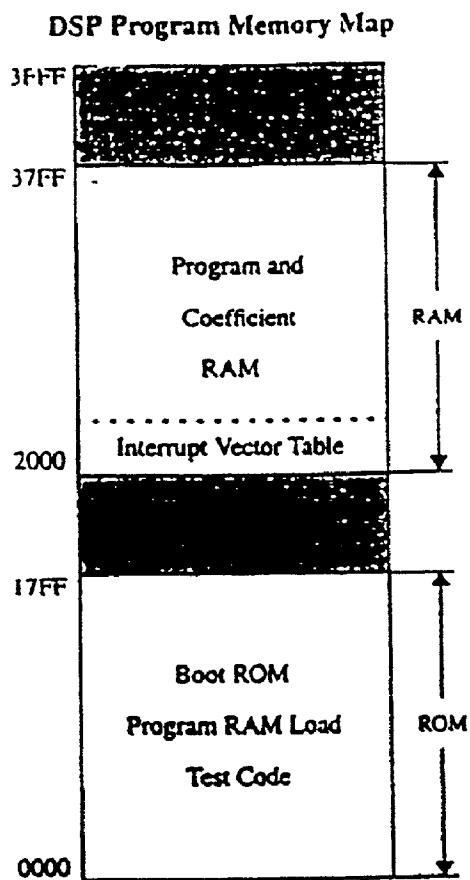 DSP Program Memory Map
3FFF
37FF
Program and
Coefficient
RAM
RAM
Interrupt Vector Table
2000
17FF
Boot ROM
Program RAM Load
ROM
Test Code
0000